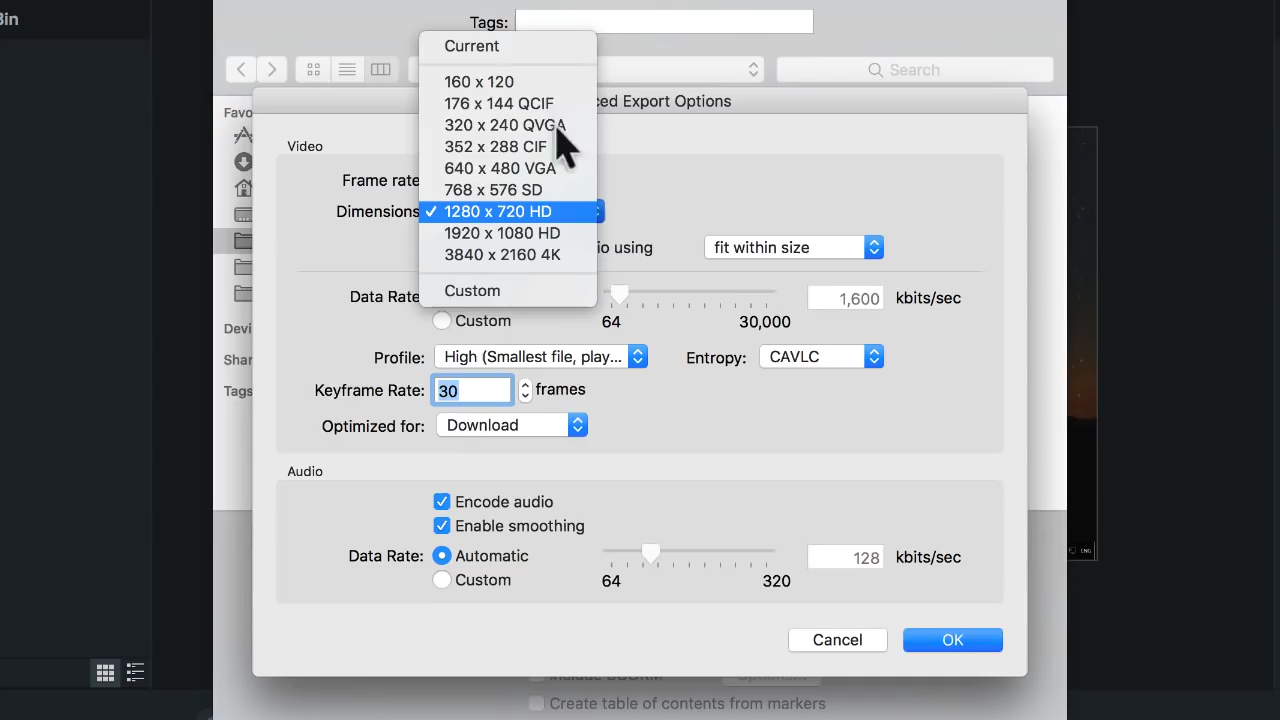 Bin
Tags:
Current
Search
160 x 120
ced Export Options
176 x 144 QCIF
Favo
320 x 240 QVGA
Video
352 x 288 CIF
640 x 480 VGA
Frame rate
768 x 576 SD
Dimensions
✓ 1280 x 720 HD
1920 x 1080 HD
io using
fit within size
3840 x 2160 4K
Custom
Data Rate
1,600 kbits/sec
Custom
64
30,000
Devi
Profile:
High (Smallest file, play...
Entropy:
CAVLC
Shar
Keyframe Rate:
30
frames
Tags
Optimized for:
Download
Audio
Encode audio
Enable smoothing
Data Rate:
Automatic
128 kbits/sec
Custom
64
320
ENG
Cancel
OK
Create table of contents from markers